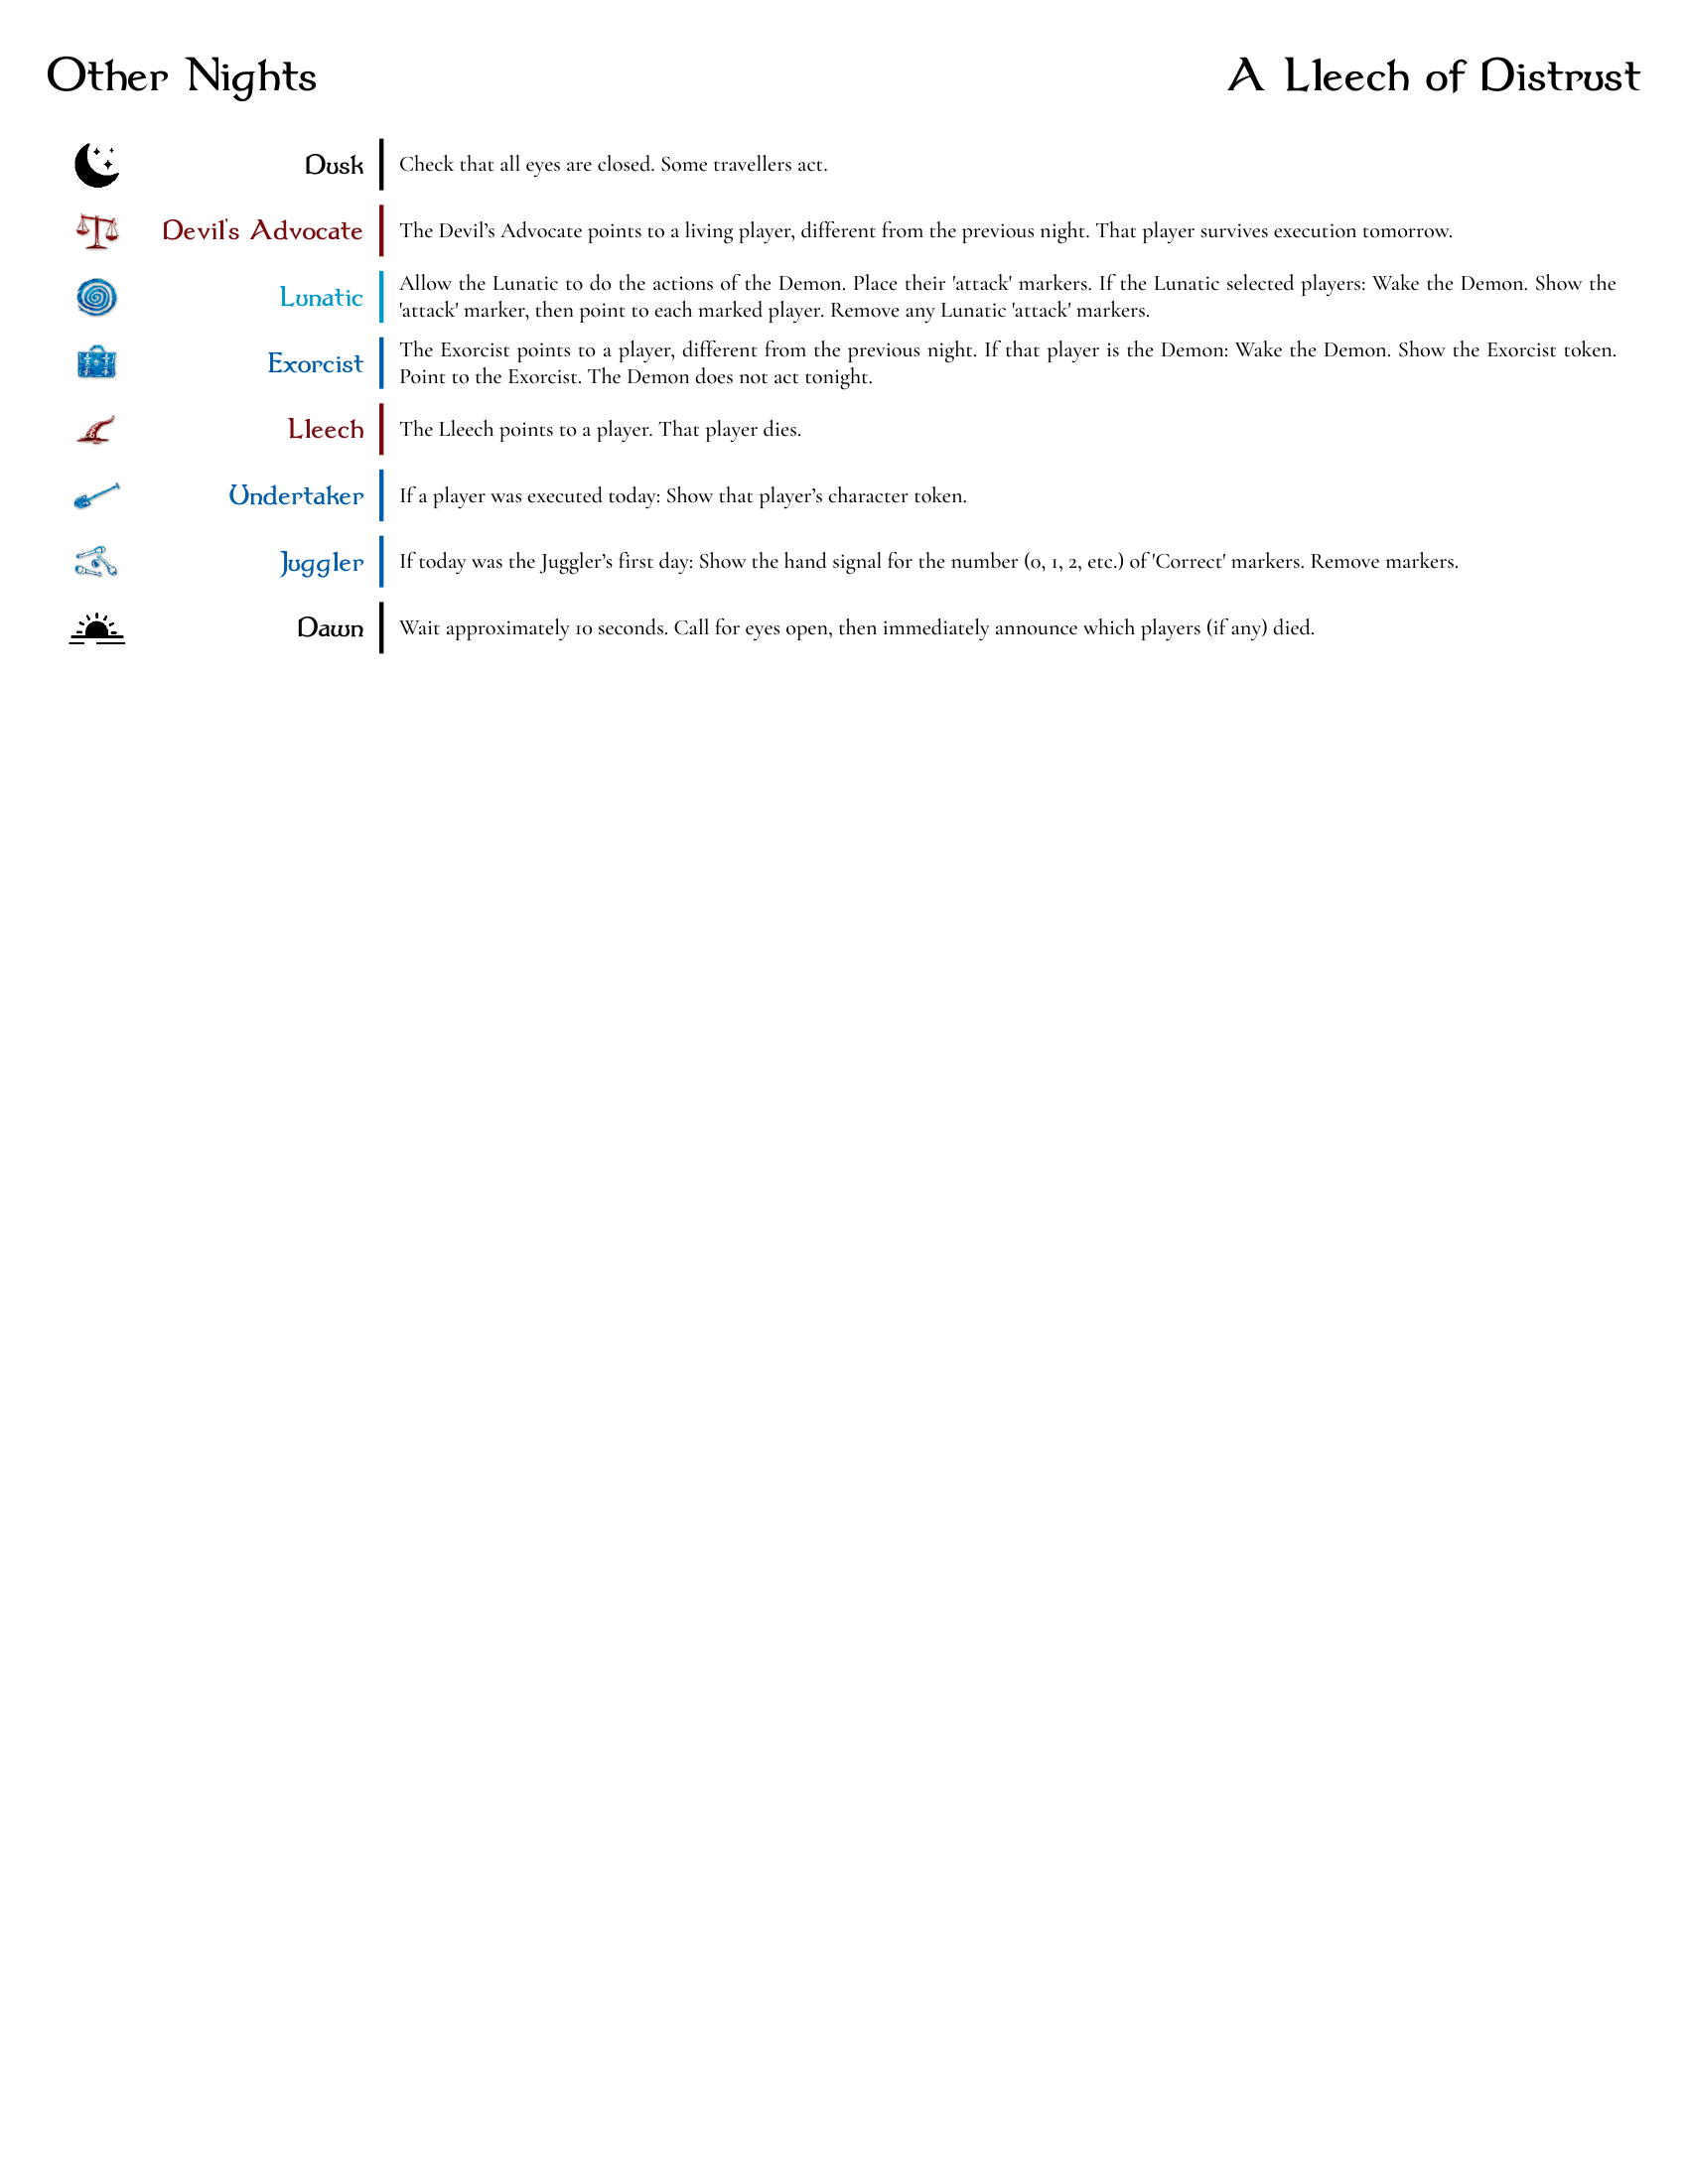 Other Nights
A Lleech of Distrust
Dusk
Check that all eyes are closed. Some travellers act.
Devil's Advocate
The Devil’s Advocate points to a living player, different from the previous night. That player survives execution tomorrow.
Lunatic
Allow the Lunatic to do the actions of the Demon. Place their 'attack' markers. If the Lunatic selected players: Wake the Demon. Show the
'attack' marker, then point to each marked player. Remove any Lunatic 'attack' markers.
Exorcist
The Exorcist points to a player, different from the previous night. If that player is the Demon: Wake the Demon. Show the Exorcist token.
Point to the Exorcist. The Demon does not act tonight.
Lleech
The Lleech points to a player. That player dies.
Undertaker
If a player was executed today: Show that player’s character token.
Juggler
If today was the Juggler’s first day: Show the hand signal for the number (0, 1, 2, etc.) of 'Correct' markers. Remove markers.
Dawn
Wait approximately 10 seconds. Call for eyes open, then immediately announce which players (if any) died.